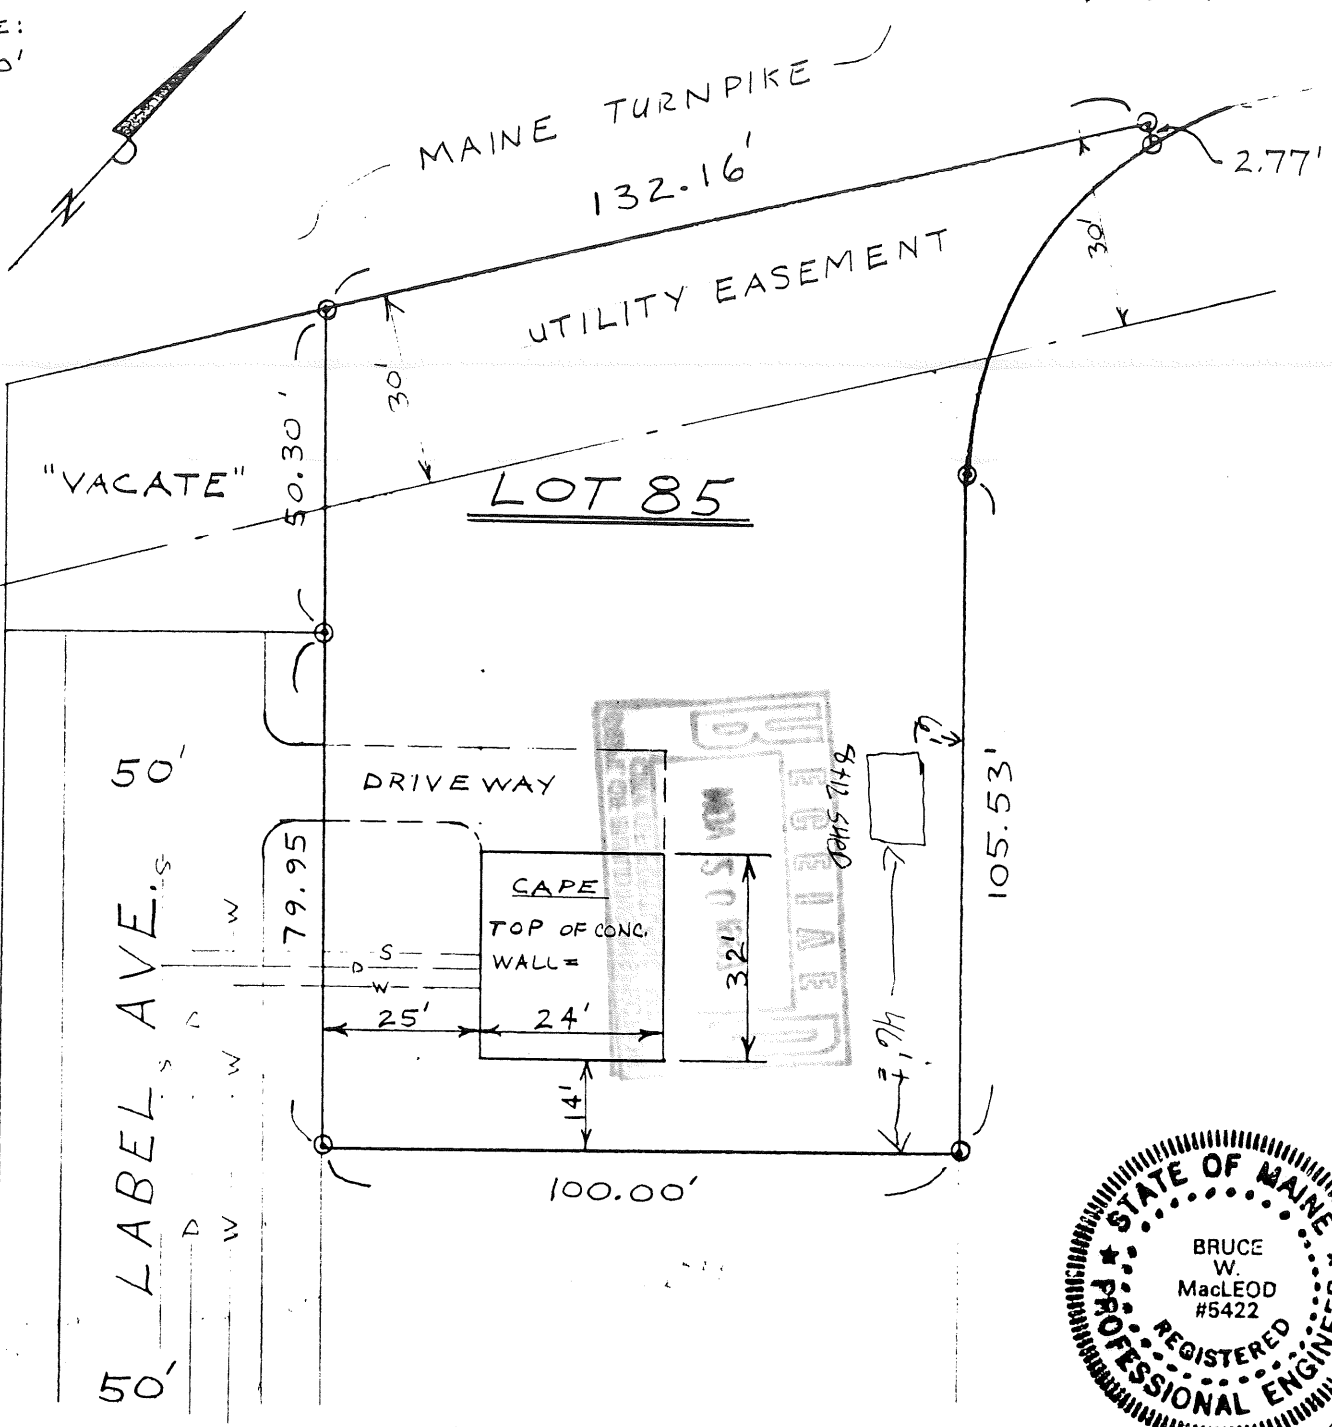 E:
0'
N
MAINE TURNPIKE
132.16'
2.77'
UTILITY EASEMENT
30'
30'
50.30'
"VACATE"
LOT 85
50'
DRIVEWAY
79.95
CAPE
TOP OF CONC.
WALL =
S
D
W
25'
24'
32'
14'
105.53'
46'±
100.00'
LABEL AVE.
S
W
D
S
W
D
W
50'
STATE OF MAINE
BRUCE
W.
MacLEOD
#5422
REGISTERED
PROFESSIONAL ENGINEER